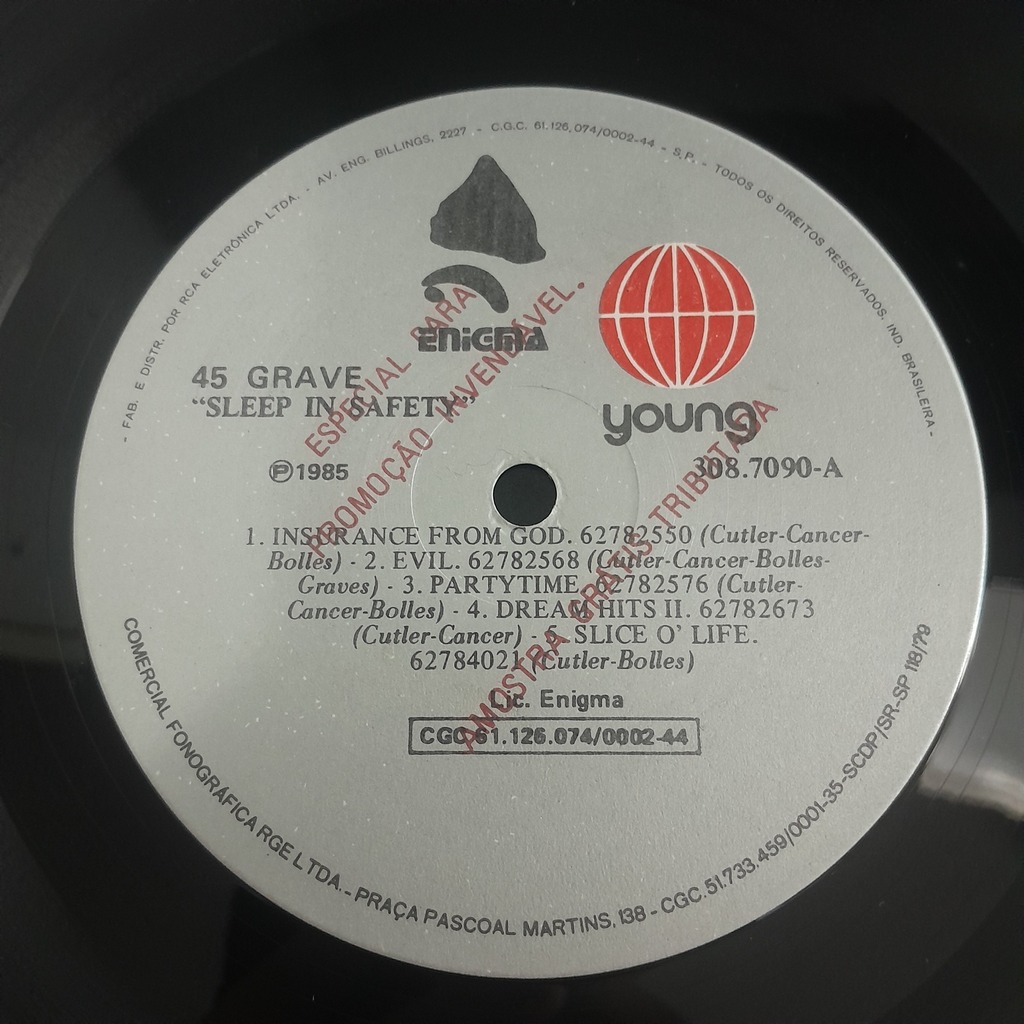 - FAB. E DISTR. POR RCA ELETRÔNICA LTDA. - AV. ENG. BILLINGS, 2227 - C.G.C. 61.126.074/0002-44 - S.P. - TODOS OS DIREITOS RESERVADOS. IND. BRASILEIRA -
ENiGMA
45 GRAVE
“SLEEP IN SAFETY”
young
Ⓟ1985
308.7090-A
ESPECIAL PARA
PROMOÇÃO INVENDÁVEL.
AMOSTRA GRÁTIS TRIBUTADA
1. INSURANCE FROM GOD. 62782550 (Cutler-Cancer-
Bolles) - 2. EVIL. 62782568 (Cutler-Cancer-Bolles-
Graves) - 3. PARTYTIME. 62782576 (Cutler-
Cancer-Bolles) - 4. DREAM HITS II. 62782673
(Cutler-Cancer) - 5. SLICE O’ LIFE.
62784021 (Cutler-Bolles)
Lic. Enigma
CGC 61.126.074/0002-44
COMERCIAL FONOGRÁFICA RGE LTDA. - PRAÇA PASCOAL MARTINS, 138 - CGC. 51.733.459/0001-35-SCDP/SR-SP 118/79